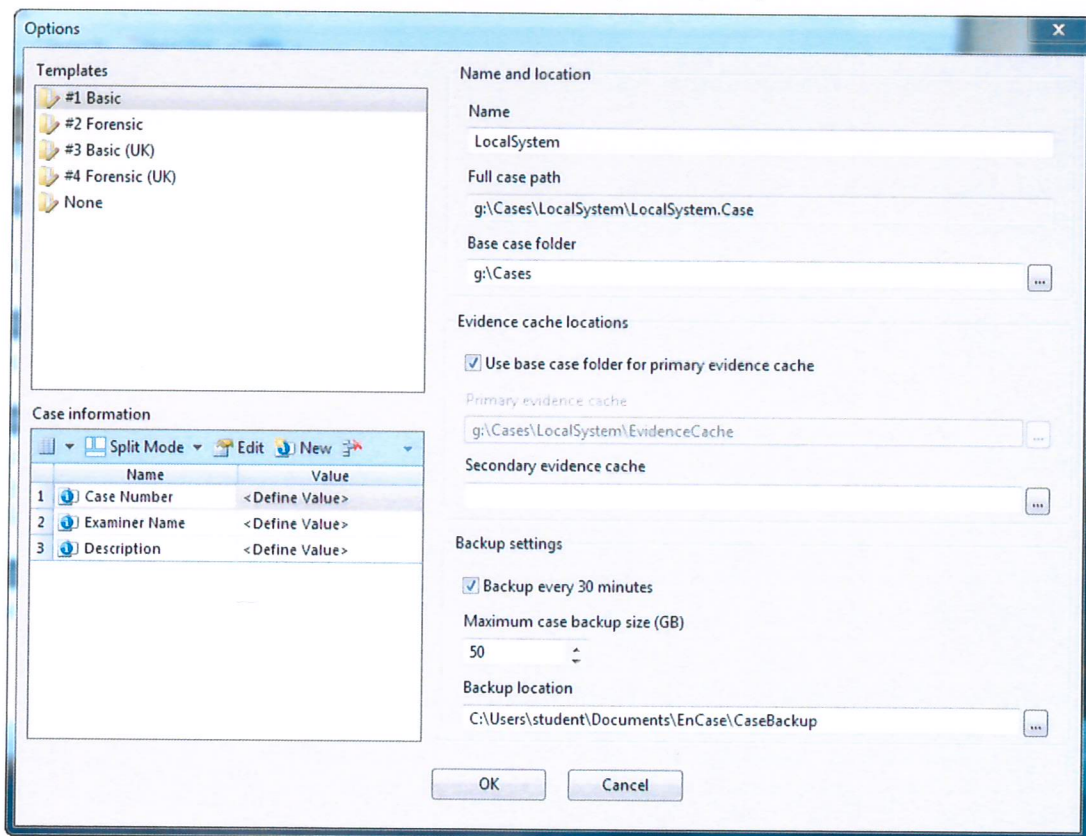 Options
x
Templates
#1 Basic
#2 Forensic
#3 Basic (UK)
#4 Forensic (UK)
None
Case information
Split Mode Edit New
Name Value
1 Case Number <Define Value>
2 Examiner Name <Define Value>
3 Description <Define Value>
Name and location
Name
LocalSystem
Full case path
g:\Cases\LocalSystem\LocalSystem.Case
Base case folder
g:\Cases
...
Evidence cache locations
Use base case folder for primary evidence cache
Primary evidence cache
g:\Cases\LocalSystem\EvidenceCache
...
Secondary evidence cache
...
Backup settings
Backup every 30 minutes
Maximum case backup size (GB)
50
Backup location
C:\Users\student\Documents\EnCase\CaseBackup
...
OK
Cancel